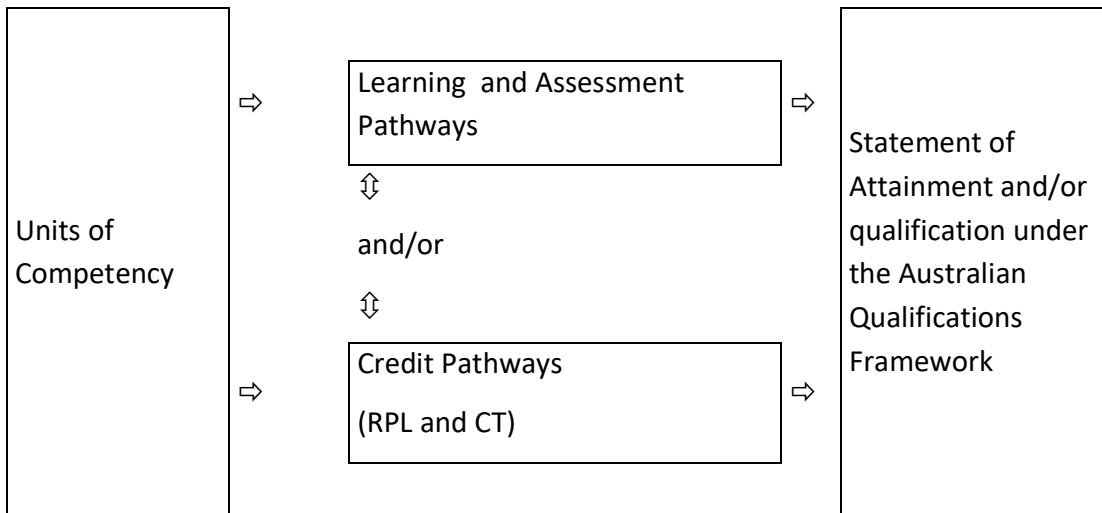 Units of
Competency
⇨
Learning and Assessment
Pathways
⇨
⇕
and/or
⇕
⇨
Credit Pathways
(RPL and CT)
⇨
Statement of
Attainment and/or
qualification under
the Australian
Qualifications
Framework